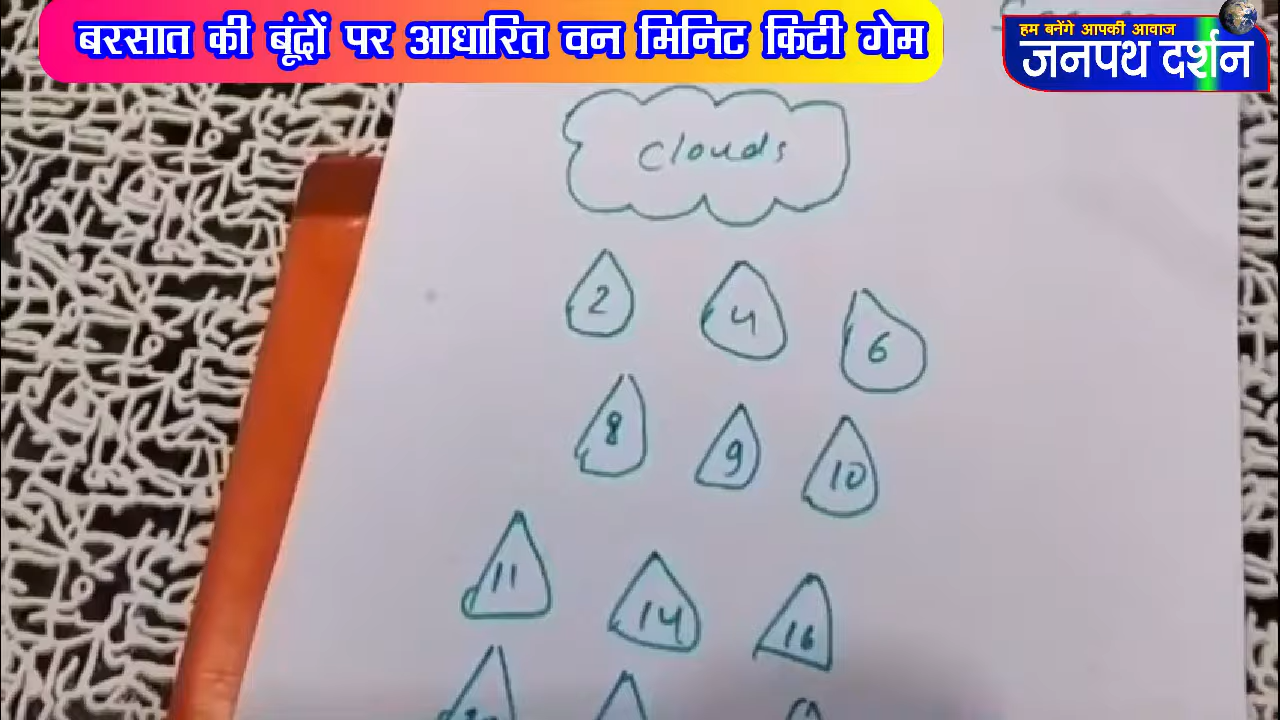 बरसात की बूंदों पर आधारित वन मिनिट किटी गेम
हम बनेंगे आपकी आवाज
जनपथ दर्शन
Clouds
2 4 6
8 9 10
11 14 16